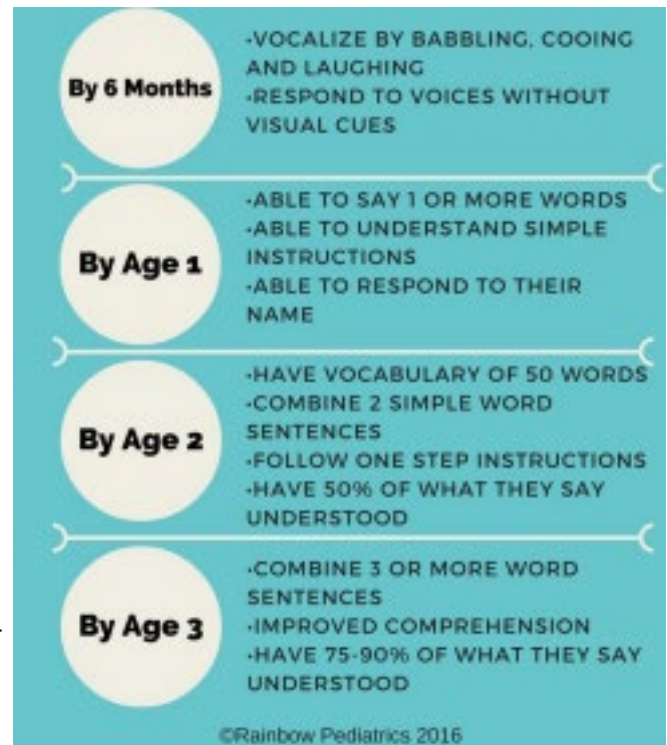 By 6 Months
•VOCALIZE BY BABBLING, COOING
AND LAUGHING
•RESPOND TO VOICES WITHOUT
VISUAL CUES
By Age 1
•ABLE TO SAY 1 OR MORE WORDS
•ABLE TO UNDERSTAND SIMPLE
INSTRUCTIONS
•ABLE TO RESPOND TO THEIR
NAME
By Age 2
•HAVE VOCABULARY OF 50 WORDS
•COMBINE 2 SIMPLE WORD
SENTENCES
•FOLLOW ONE STEP INSTRUCTIONS
•HAVE 50% OF WHAT THEY SAY
UNDERSTOOD
By Age 3
•COMBINE 3 OR MORE WORD
SENTENCES
•IMPROVED COMPREHENSION
•HAVE 75-90% OF WHAT THEY SAY
UNDERSTOOD
©Rainbow Pediatrics 2016